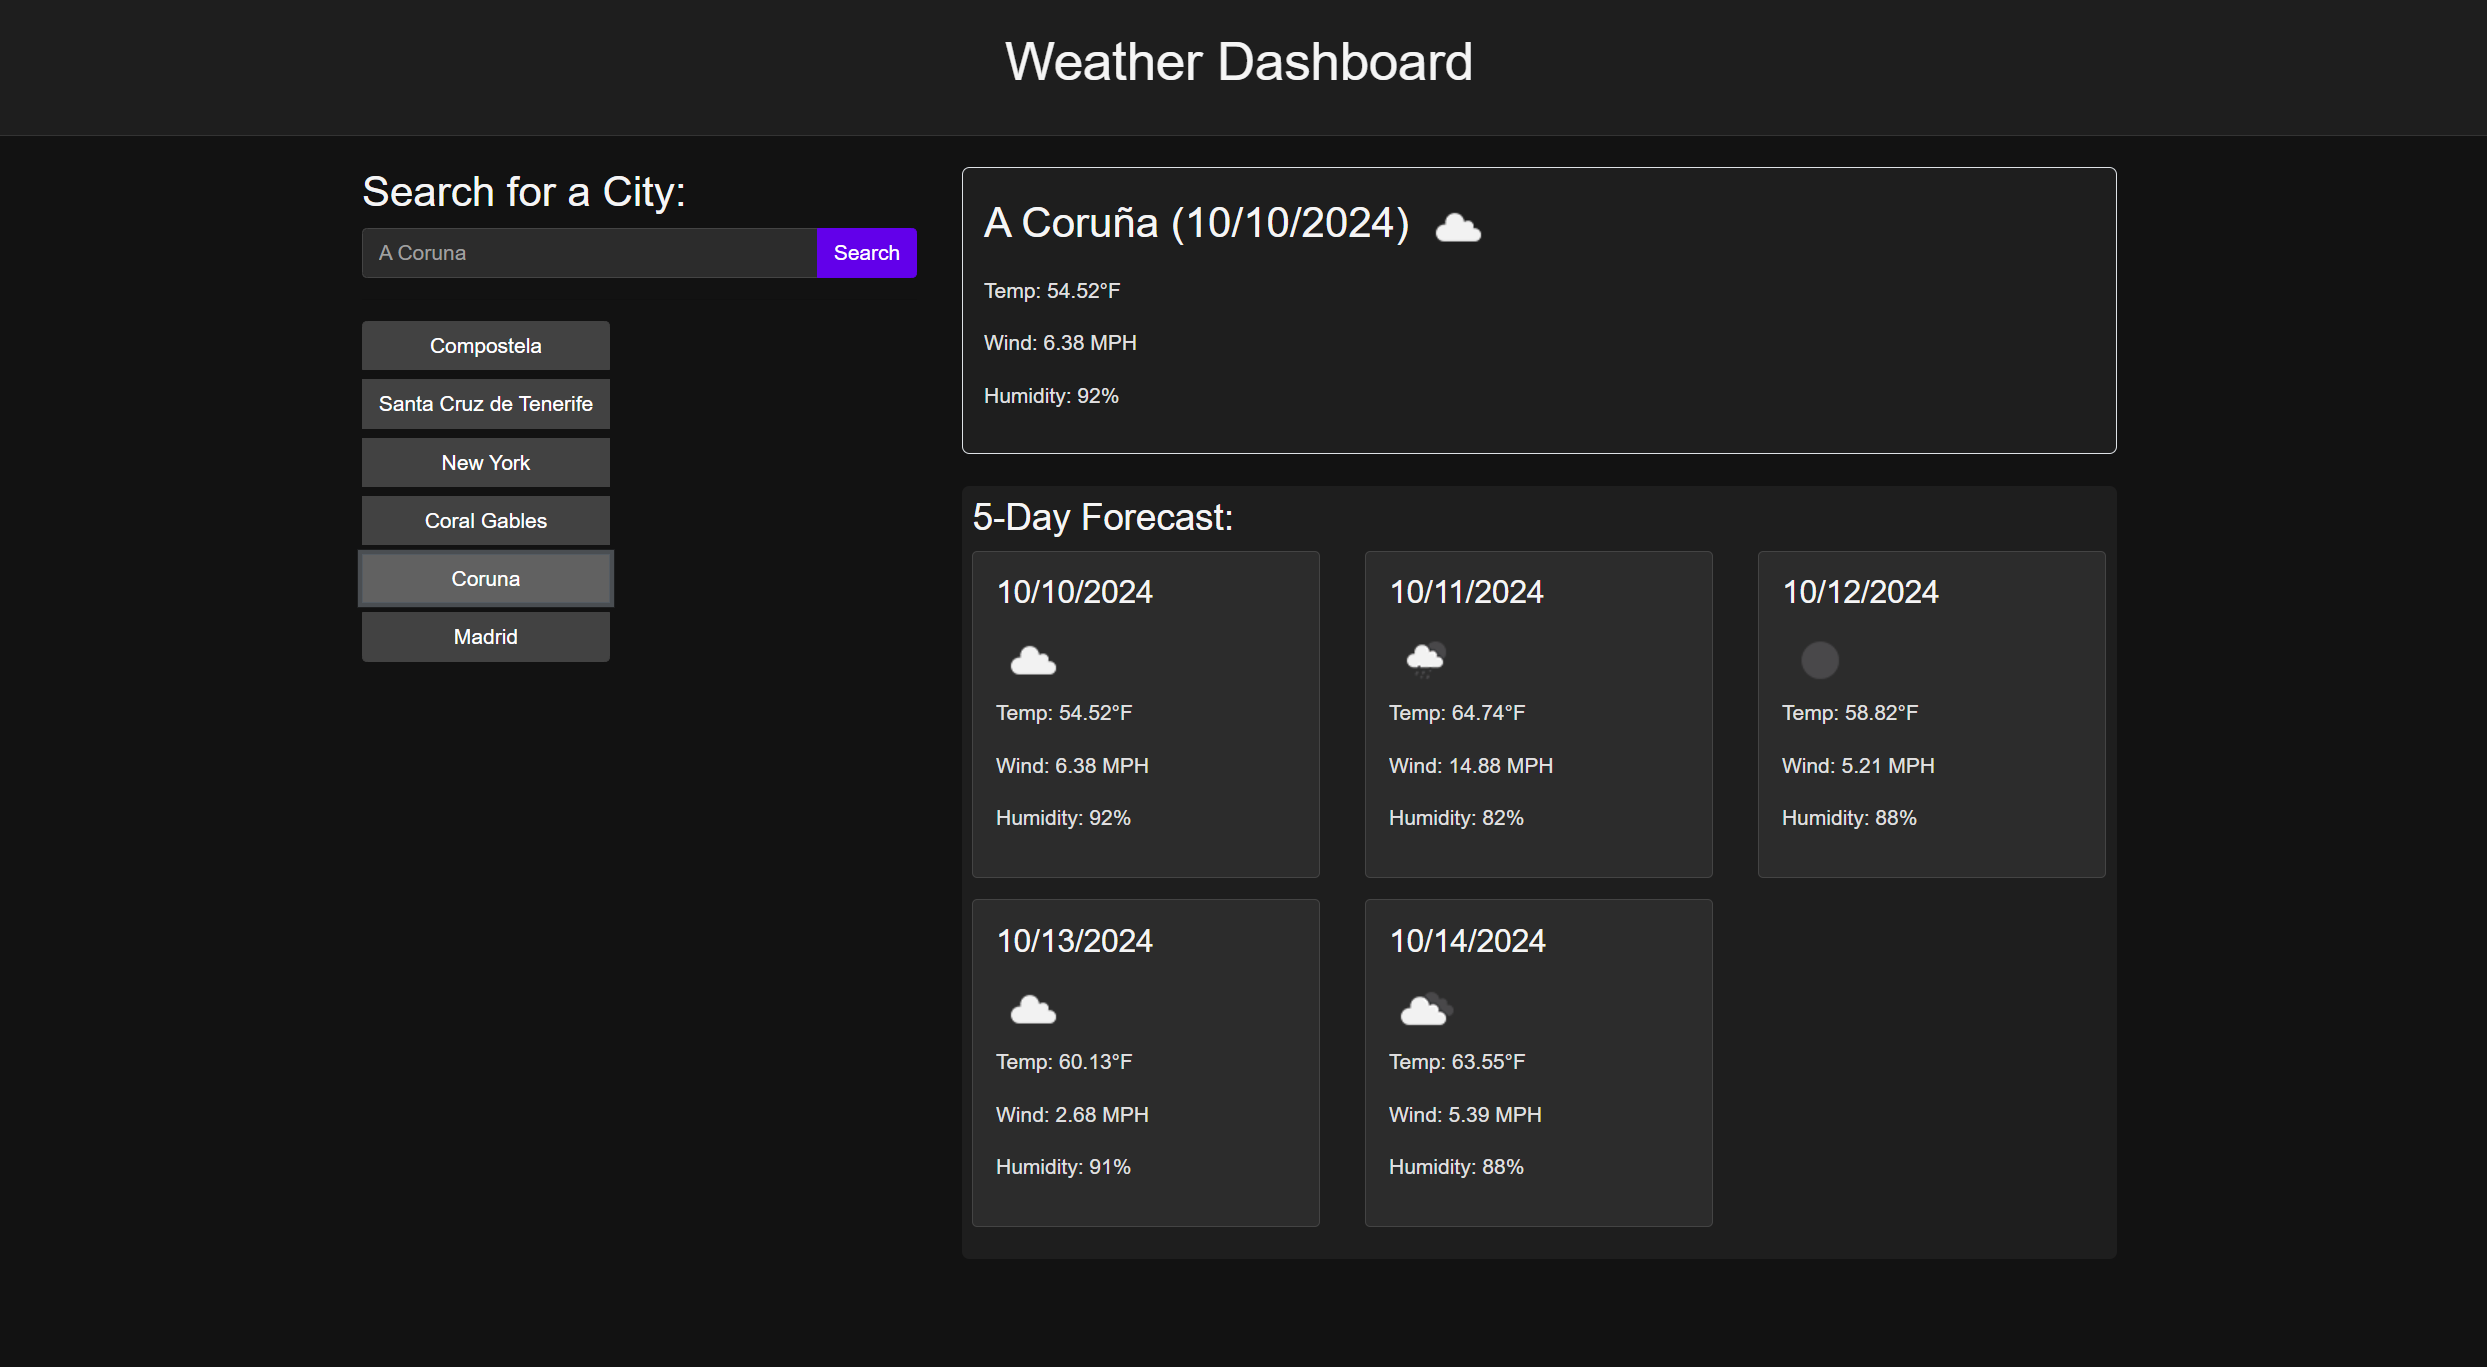 Weather Dashboard
Search for a City:
A Coruna
Search
Compostela
Santa Cruz de Tenerife
New York
Coral Gables
Coruna
Madrid
A Coruña (10/10/2024)
Temp: 54.52°F
Wind: 6.38 MPH
Humidity: 92%
5-Day Forecast:
10/10/2024
Temp: 54.52°F
Wind: 6.38 MPH
Humidity: 92%
10/11/2024
Temp: 64.74°F
Wind: 14.88 MPH
Humidity: 82%
10/12/2024
Temp: 58.82°F
Wind: 5.21 MPH
Humidity: 88%
10/13/2024
Temp: 60.13°F
Wind: 2.68 MPH
Humidity: 91%
10/14/2024
Temp: 63.55°F
Wind: 5.39 MPH
Humidity: 88%